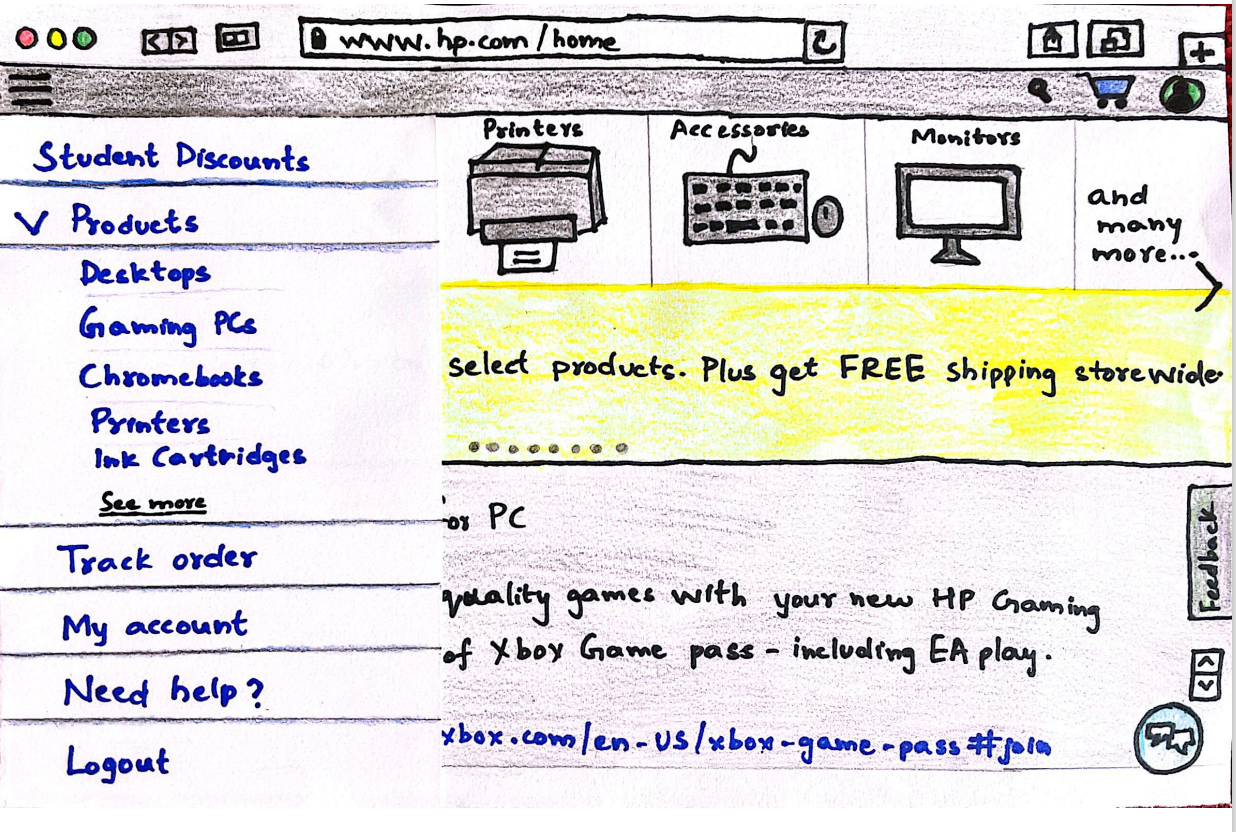 www.hp.com/home
Student Discounts
Products
Desktops
Gaming PCs
Chromebooks
Printers
Ink Cartridges
See more
Track order
My account
Need help?
Logout
Printers
Accessories
Monitors
and
many
more...
select products. Plus get FREE shipping storewide
or PC
quality games with your new HP Gaming
of Xbox Game pass - including EA play.
xbox.com/en-US/xbox-game-pass#join
Feedback